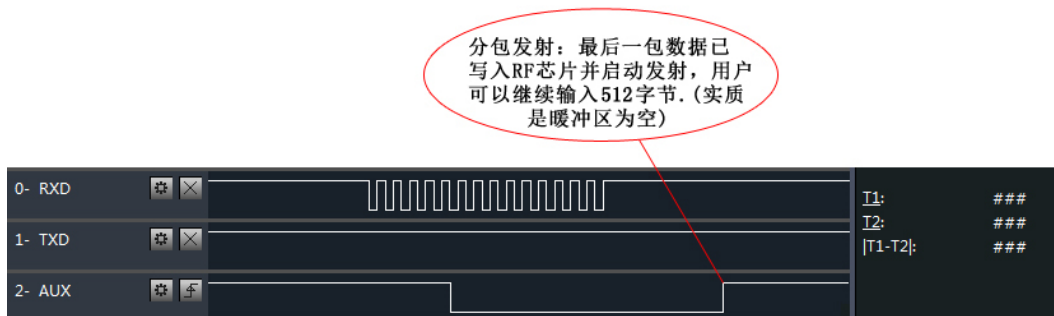 分包发射：最后一包数据已
写入RF芯片并启动发射，用户
可以继续输入512字节.(实质
是暖冲区为空)
0- RXD
1- TXD
2- AUX
T1: ###
T2: ###
|T1-T2|: ###